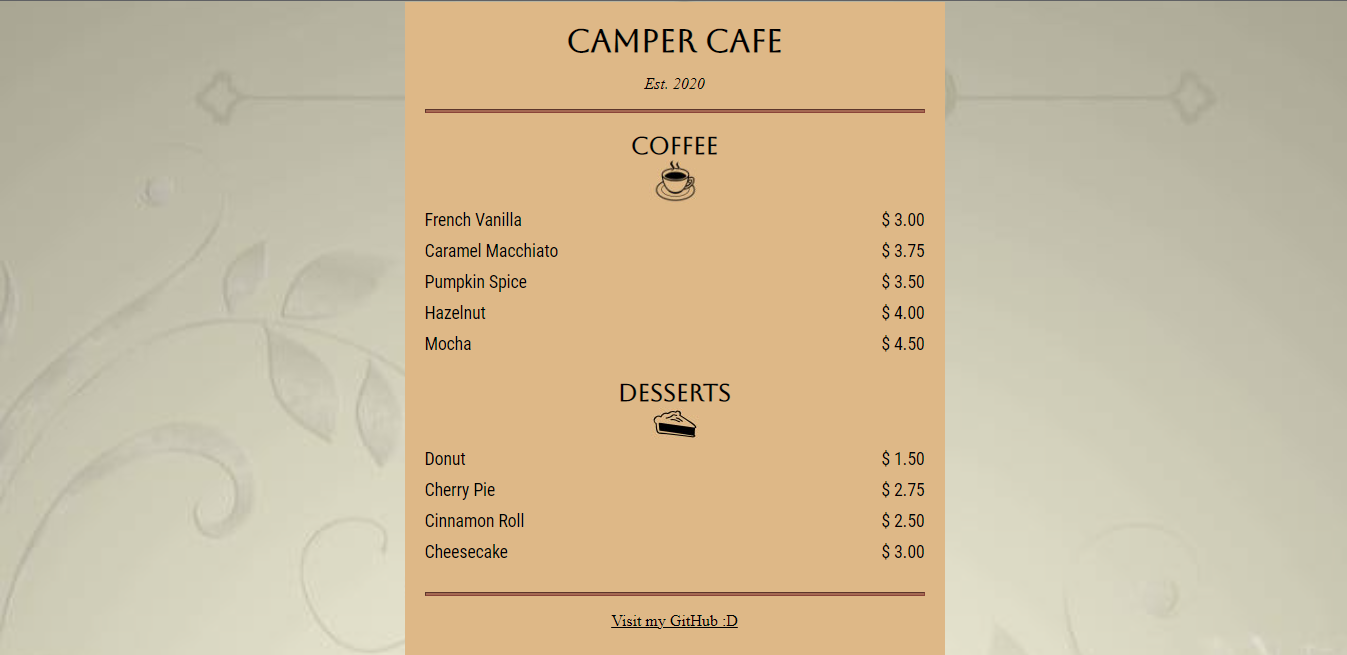 CAMPER CAFE
Est. 2020
COFFEE
French Vanilla $ 3.00
Caramel Macchiato $ 3.75
Pumpkin Spice $ 3.50
Hazelnut $ 4.00
Mocha $ 4.50
DESSERTS
Donut $ 1.50
Cherry Pie $ 2.75
Cinnamon Roll $ 2.50
Cheesecake $ 3.00
Visit my GitHub :D